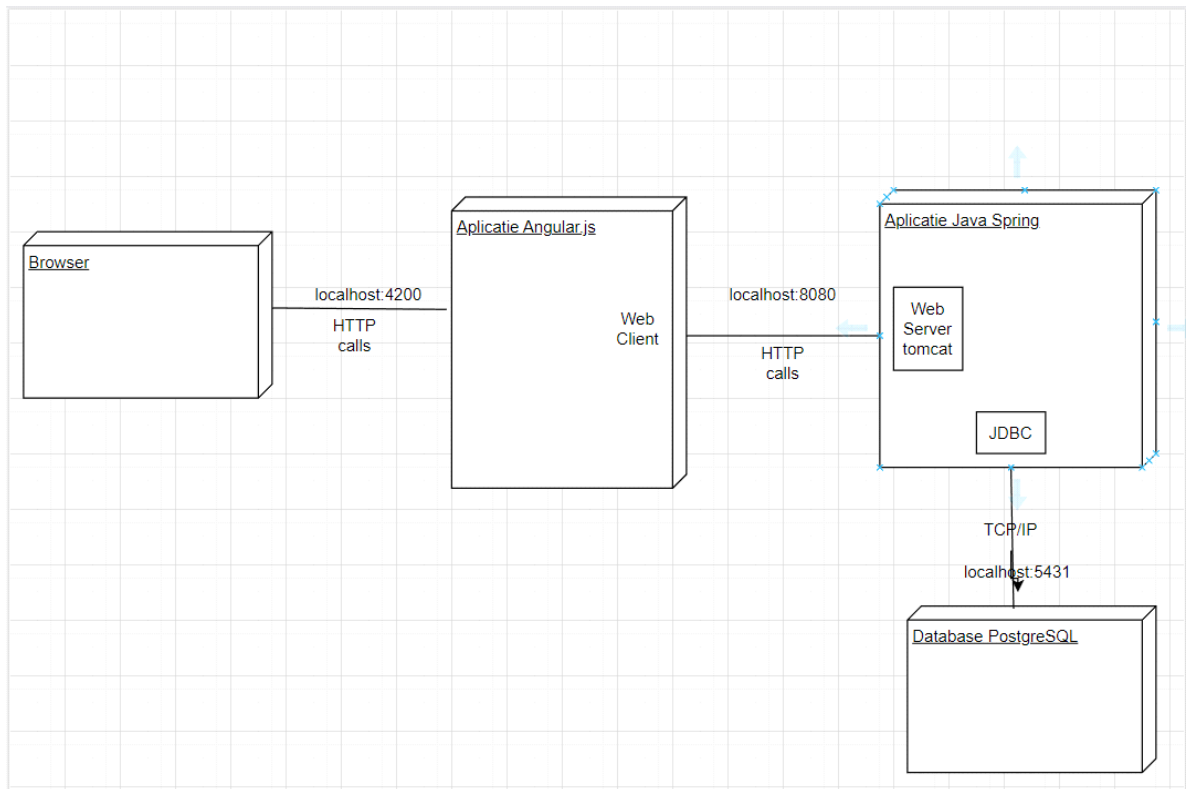 Browser
localhost:4200
HTTP
calls
Aplicatie Angular.js
Web
Client
localhost:8080
HTTP
calls
Aplicatie Java Spring
Web
Server
tomcat
JDBC
TCP/IP
localhost:5431
Database PostgreSQL